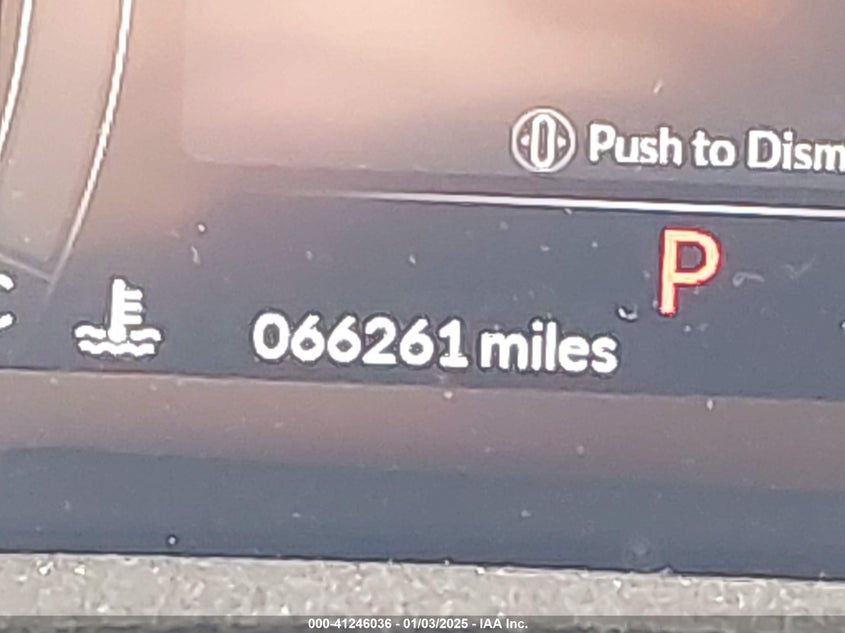 Push to Dism
P
C
066261 miles
000-41246036 - 01/03/2025 - IAA Inc.